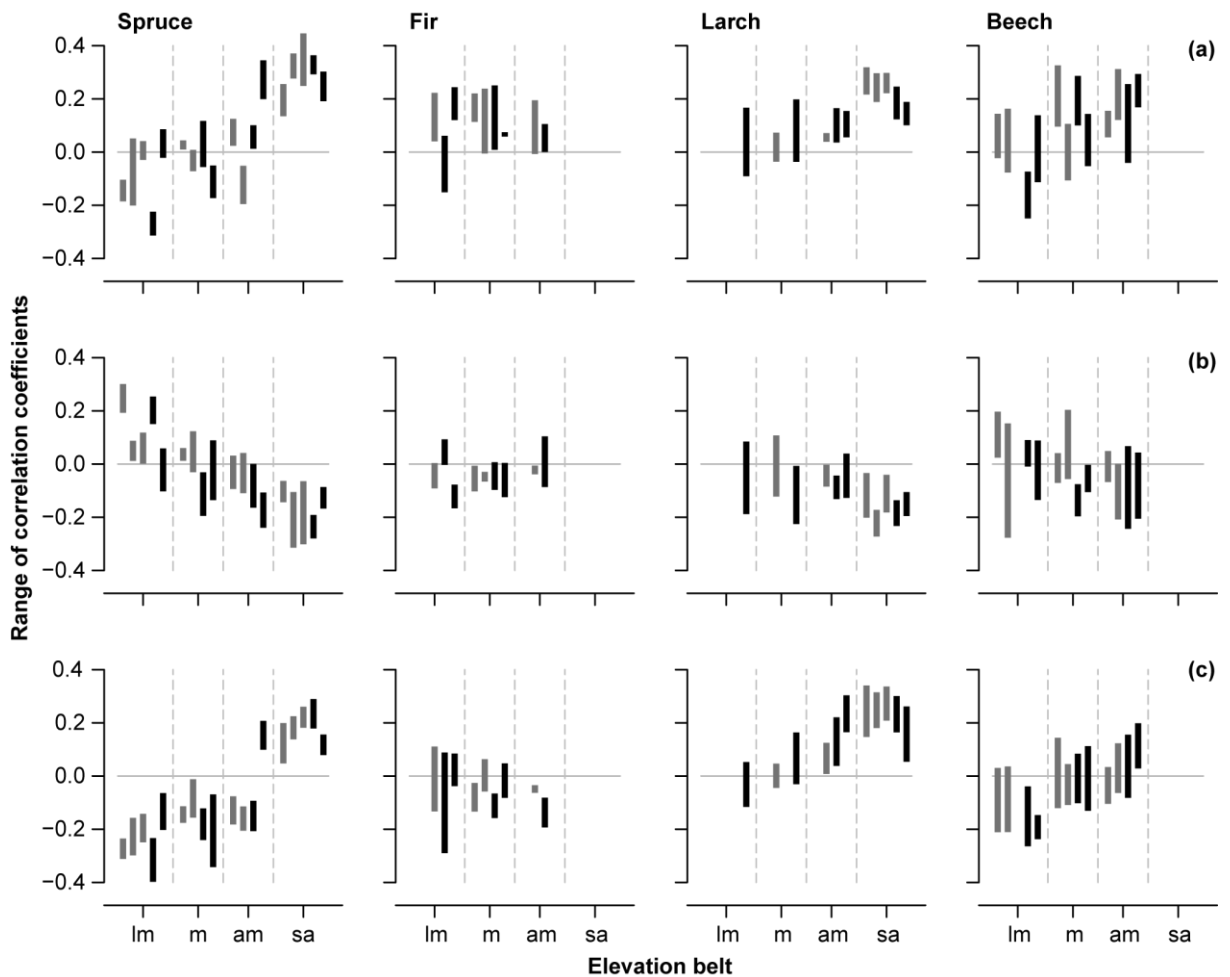 Spruce Fir Larch Beech
(a)
0.4
0.2
0.0
−0.2
−0.4
(b)
0.4
0.2
0.0
−0.2
−0.4
(c)
0.4
0.2
0.0
−0.2
−0.4
Range of correlation coefficients
lm m am sa lm m am sa lm m am sa lm m am sa
Elevation belt